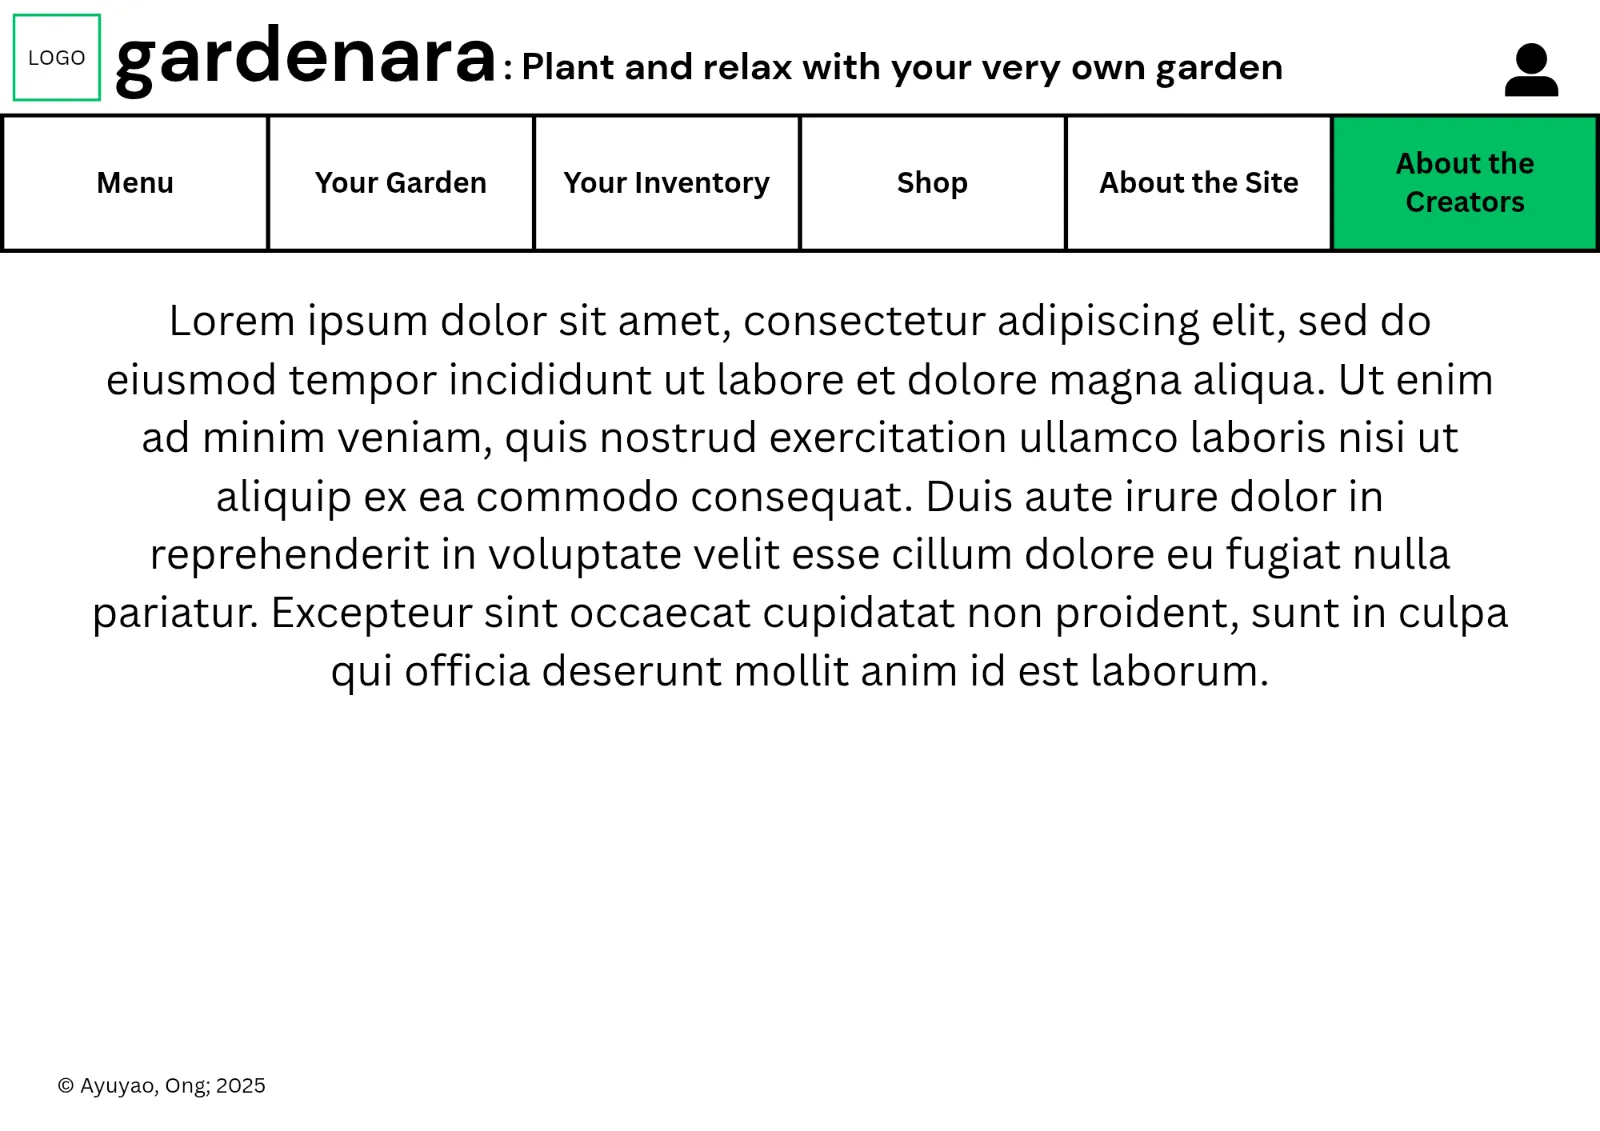 LOGO
gardenara : Plant and relax with your very own garden
Menu
Your Garden
Your Inventory
Shop
About the Site
About the
Creators
Lorem ipsum dolor sit amet, consectetur adipiscing elit, sed do
eiusmod tempor incididunt ut labore et dolore magna aliqua. Ut enim
ad minim veniam, quis nostrud exercitation ullamco laboris nisi ut
aliquip ex ea commodo consequat. Duis aute irure dolor in
reprehenderit in voluptate velit esse cillum dolore eu fugiat nulla
pariatur. Excepteur sint occaecat cupidatat non proident, sunt in culpa
qui officia deserunt mollit anim id est laborum.
© Ayuyao, Ong; 2025